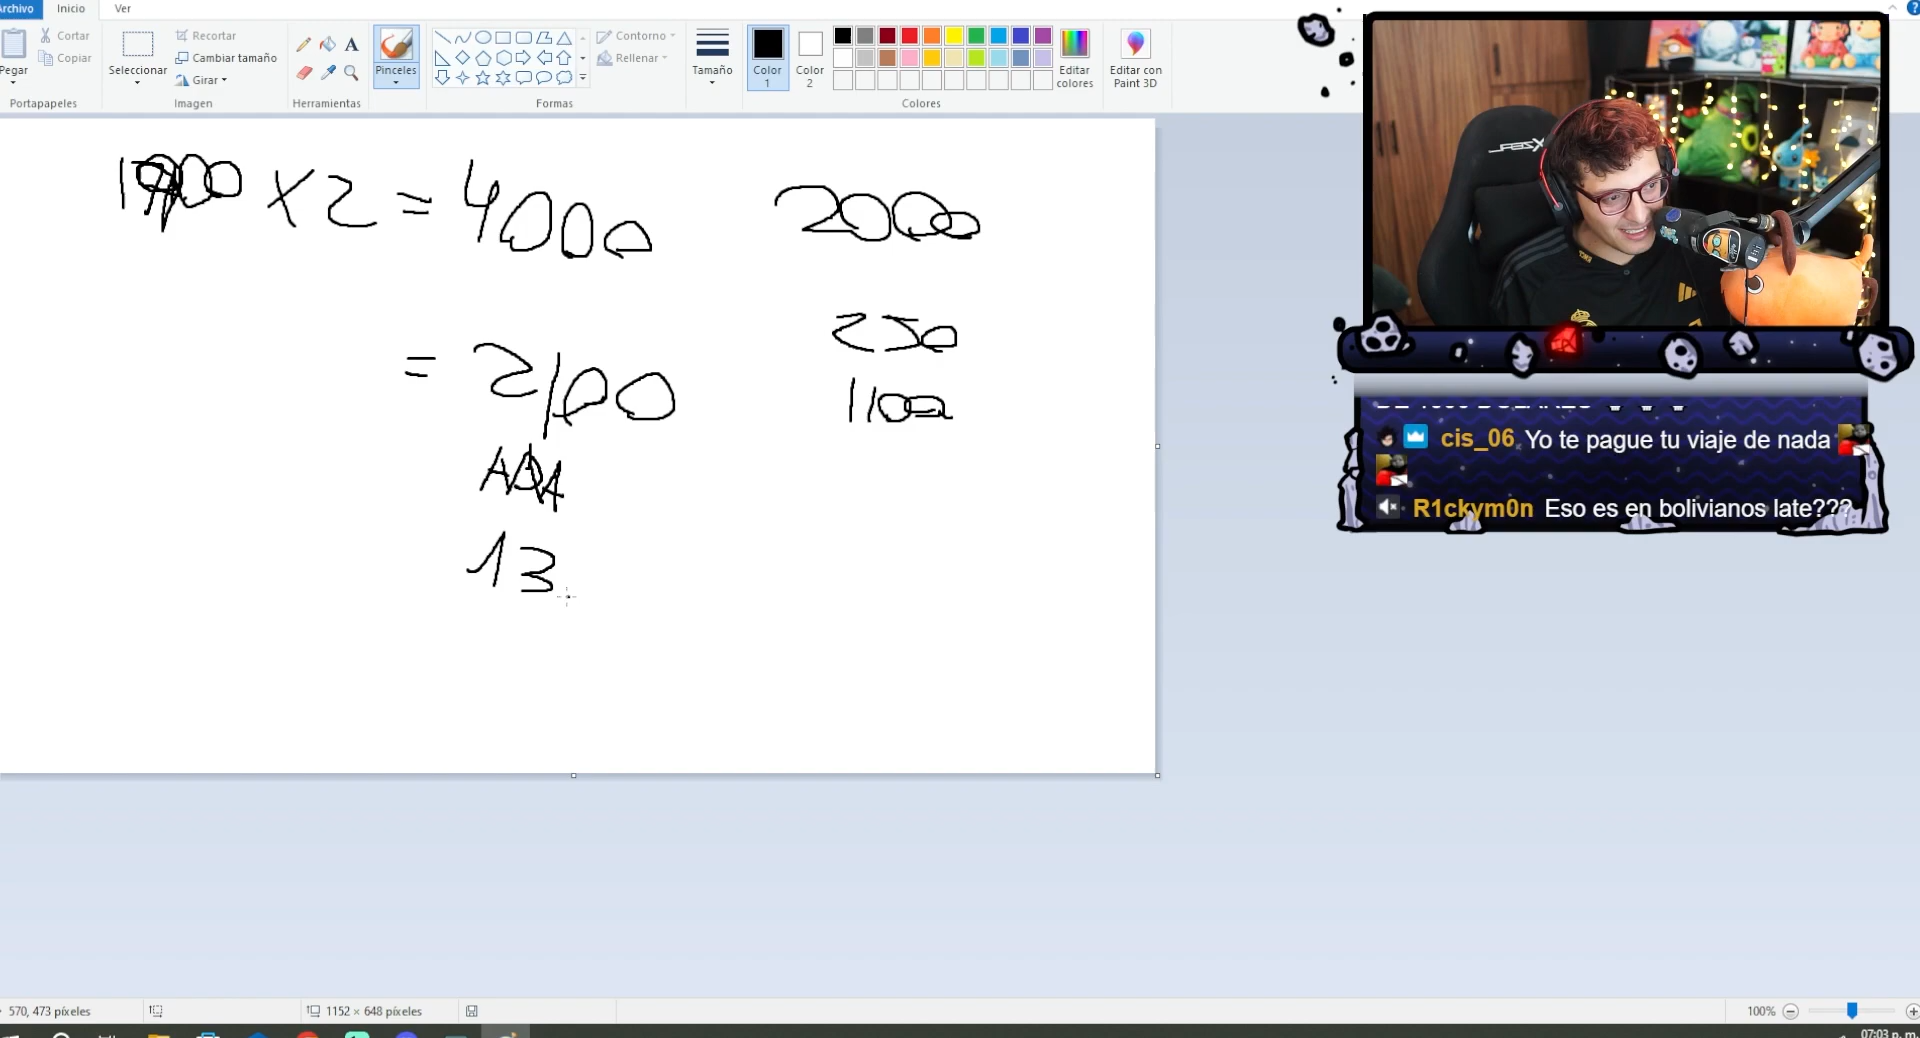 Archivo Inicio Ver
Pegar
Cortar
Copiar
Portapapeles
Seleccionar
Recortar
Cambiar tamaño
Girar
Imagen
Herramientas
Pinceles
Formas
Contorno
Rellenar
Tamaño
Color 1
Color 2
Colores
Editar colores
Editar con Paint 3D
X 2 = 4000
2000
250
= 2100
1100
13
cis_06 Yo te pague tu viaje de nada
R1ckym0n Eso es en bolivianos late???
570, 473 píxeles
1152 × 648 píxeles
100%
07:03 p. m.